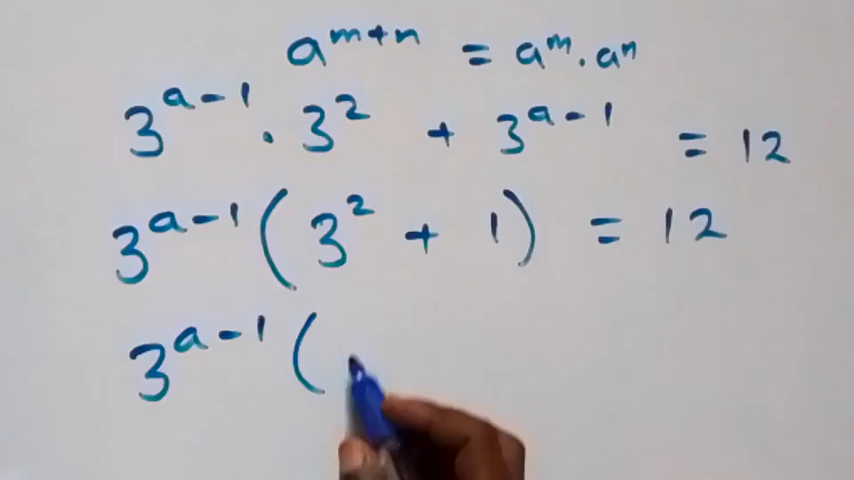 a^{m+n} = a^m . a^n
3^{a-1} . 3^2 + 3^{a-1} = 12
3^{a-1} (3^2 + 1) = 12
3^{a-1} (